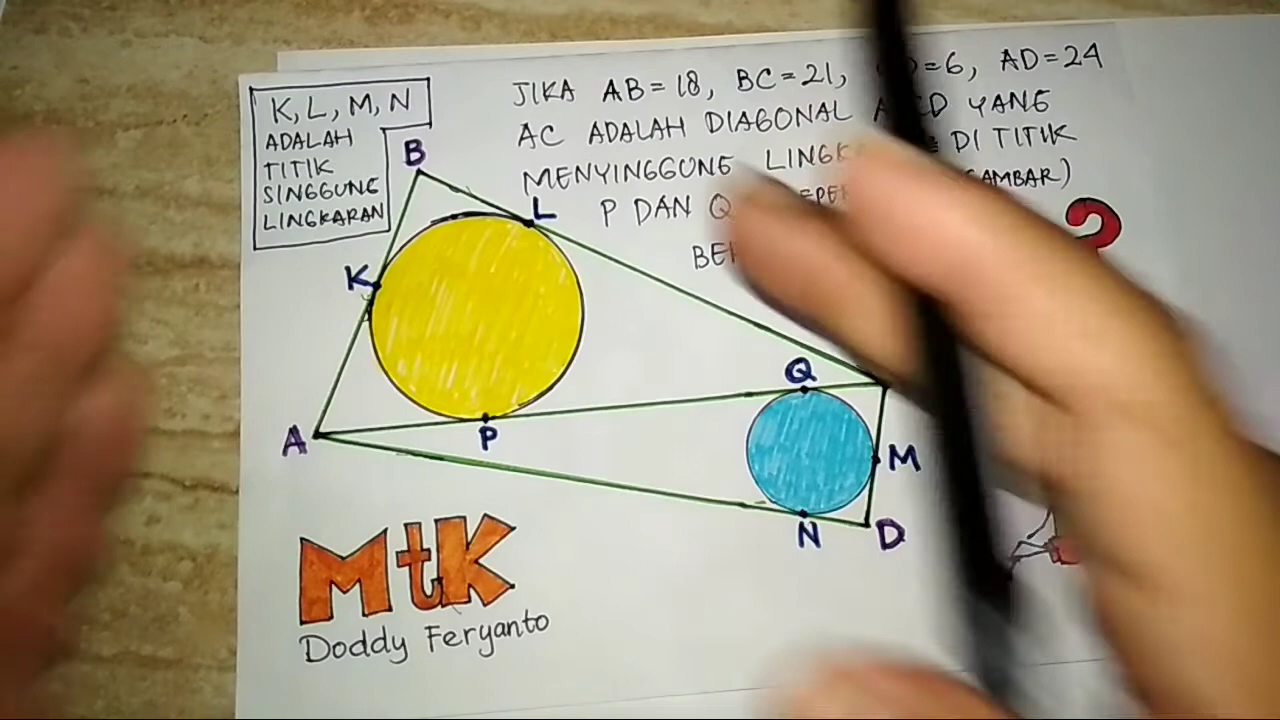 K, L, M, N
ADALAH
TITIK
SINGGUNG
LINGKARAN
JIKA AB = 18, BC = 21, =6, AD=24
AC ADALAH DIAGONAL YANG
MENYINGGUNG DI TITIK
P DAN Q GAMBAR)
?
B
L
K
A
P
Q
M
N
D
MtK
Doddy Feryanto